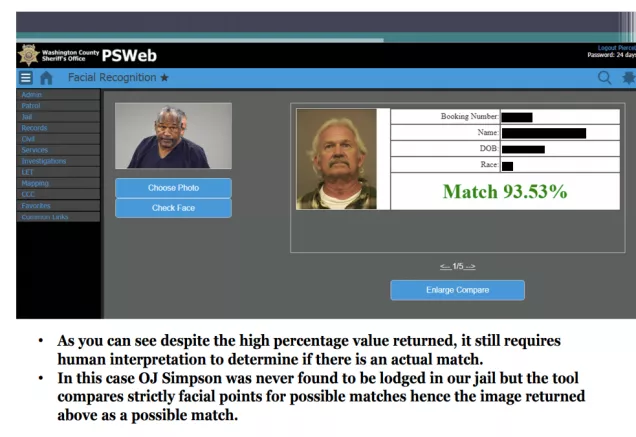 Washington County
Sheriff's Office
PSWeb
Logout Pierce
Password: 24 days
Facial Recognition ★
Admin
Patrol
Jail
Records
Civil
Services
Investigations
LET
Mapping
CCC
Favorites
Common Links
Choose Photo
Check Face
Booking Number:
Name:
DOB:
Race:
Match 93.53%
<-- 1/5 -->
Enlarge Compare
• As you can see despite the high percentage value returned, it still requires
human interpretation to determine if there is an actual match.
• In this case OJ Simpson was never found to be lodged in our jail but the tool
compares strictly facial points for possible matches hence the image returned
above as a possible match.